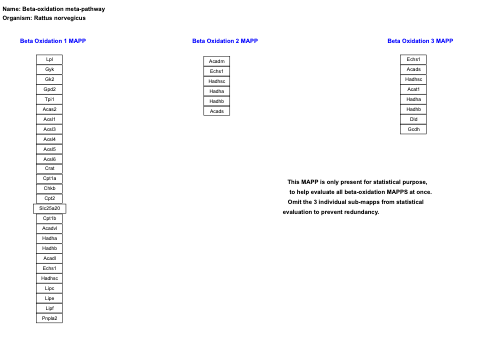 Name: Beta-oxidation meta-pathway
Organism: Rattus norvegicus
Beta Oxidation 1 MAPP
Lpl
Gyk
Gk2
Gpd2
Tpi1
Acas2
Acsl1
Acsl3
Acsl4
Acsl5
Acsl6
Crat
Cpt1a
Chkb
Cpt2
Slc25a20
Cpt1b
Acadvl
Hadha
Hadhb
Acadl
Echs1
Hadhsc
Lipc
Lipe
Lipf
Pnpla2
Beta Oxidation 2 MAPP
Acadm
Echs1
Hadhsc
Hadha
Hadhb
Acads
Beta Oxidation 3 MAPP
Echs1
Acads
Hadhsc
Acat1
Hadha
Hadhb
Dld
Gcdh
This MAPP is only present for statistical purpose,
to help evaluate all beta-oxidation MAPPS at once.
Omit the 3 individual sub-mapps from statistical
evaluation to prevent redundancy.